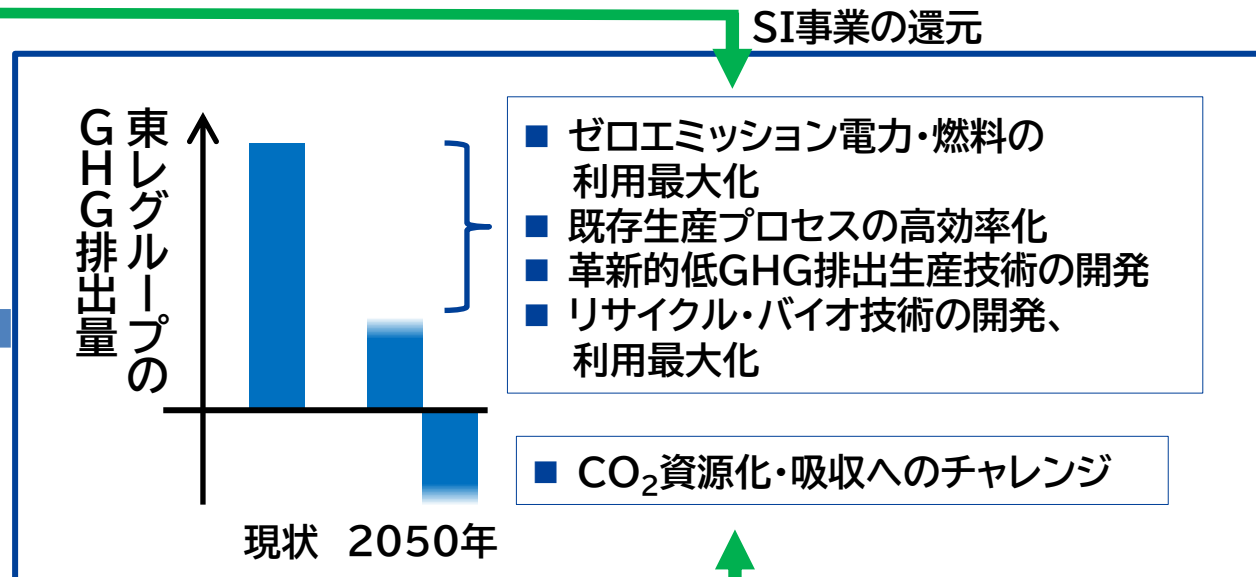 SI事業の還元
東レグループの
GHG排出量
■ ゼロエミッション電力・燃料の
利用最大化
■ 既存生産プロセスの高効率化
■ 革新的低GHG排出生産技術の開発
■ リサイクル・バイオ技術の開発、
利用最大化
■ CO₂資源化・吸収へのチャレンジ
現状 2050年